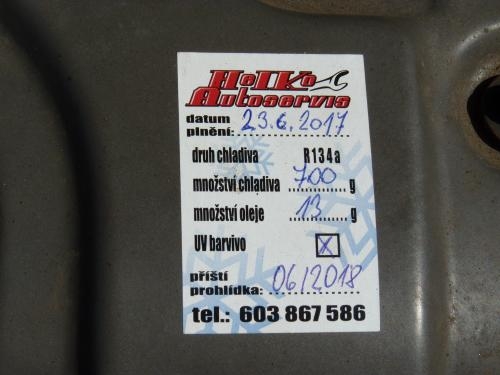 HelKo
Autoservis
datum
plnění: 23.6.2017
druh chladiva R134a
množství chladiva 700 g
množství oleje 13 g
UV barvivo X
příští
prohlídka: 06/2018
tel.: 603 867 586